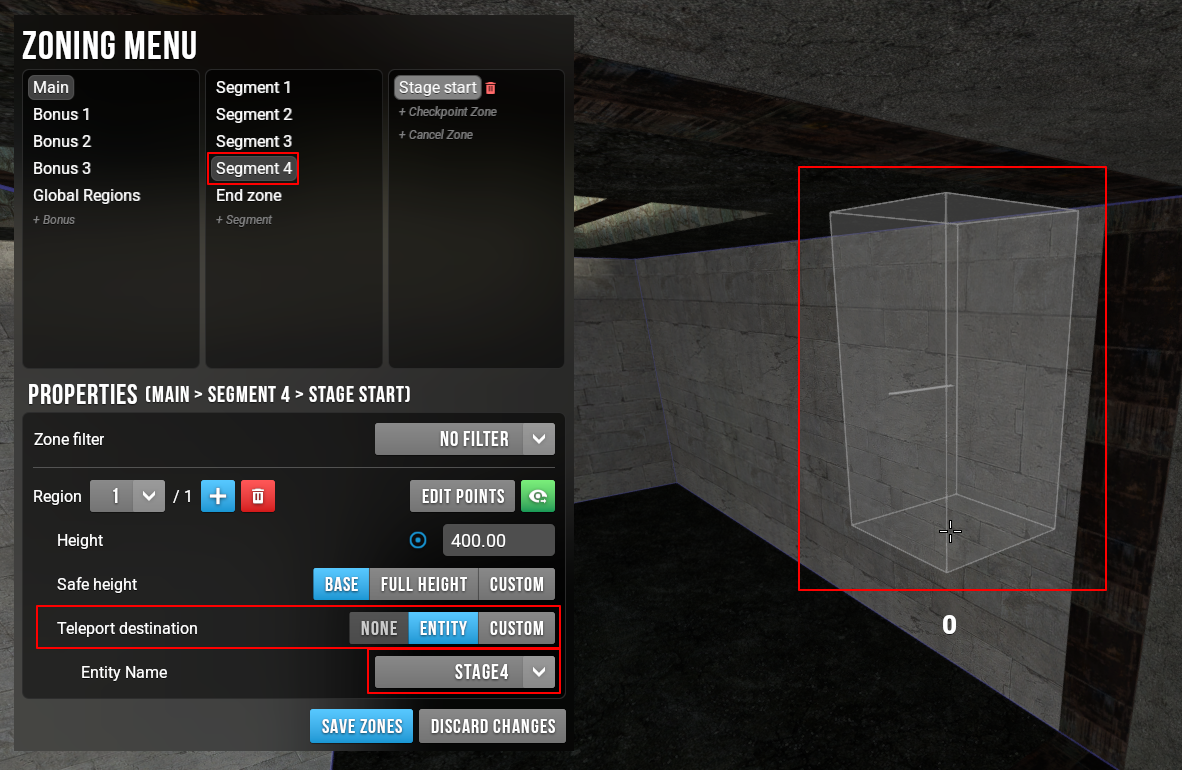 ZONING MENU
Main
Bonus 1
Bonus 2
Bonus 3
Global Regions
+ Bonus
Segment 1
Segment 2
Segment 3
Segment 4
End zone
+ Segment
Stage start
+ Checkpoint Zone
+ Cancel Zone
PROPERTIES (MAIN > SEGMENT 4 > STAGE START)
Zone filter NO FILTER
Region 1 / 1 EDIT POINTS
Height 400.00
Safe height BASE FULL HEIGHT CUSTOM
Teleport destination NONE ENTITY CUSTOM
Entity Name STAGE4
SAVE ZONES DISCARD CHANGES
0